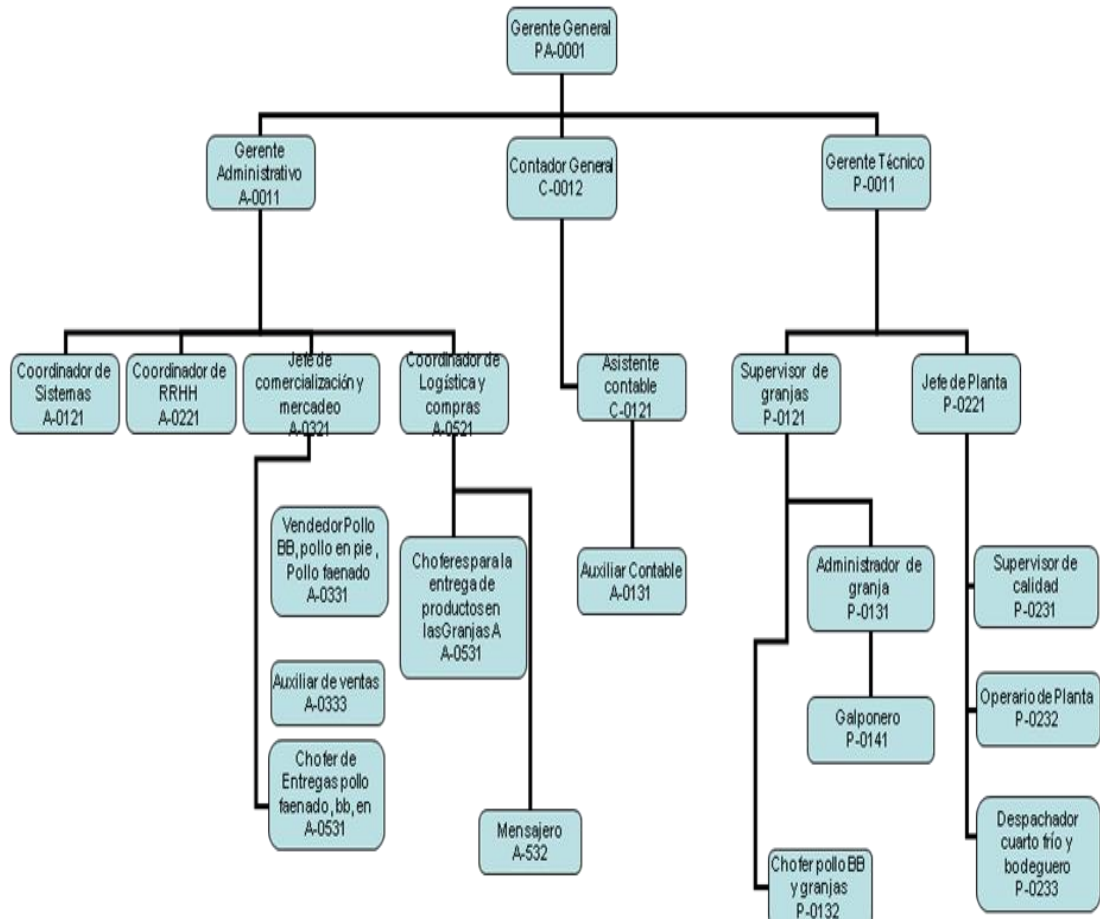 Gerente General
PA-0001
Gerente
Administrativo
A-0011
Contador General
C-0012
Gerente Técnico
P-0011
Coordinador de
Sistemas
A-0121
Coordinador de
RRHH
A-0221
Jefe de
comercialización y
mercadeo
A-0321
Coordinador de
Logística y
compras
A-0521
Asistente
contable
C-0121
Supervisor de
granjas
P-0121
Jefe de Planta
P-0221
Vendedor Pollo
BB, pollo en pie ,
Pollo faenado
A-0331
Auxiliar de ventas
A-0333
Chofer de
Entregas pollo
faenado, bb, en
A-0531
Choferes para la
entrega de
productos en
las Granjas A
A-0531
Mensajero
A-532
Auxiliar Contable
A-0131
Administrador de
granja
P-0131
Galponero
P-0141
Chofer pollo BB
y granjas
P-0132
Supervisor de
calidad
P-0231
Operario de Planta
P-0232
Despachador
cuarto frío y
bodeguero
P-0233